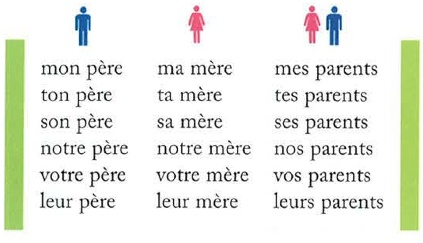 mon père ma mère mes parents
ton père ta mère tes parents
son père sa mère ses parents
notre père notre mère nos parents
votre père votre mère vos parents
leur père leur mère leurs parents